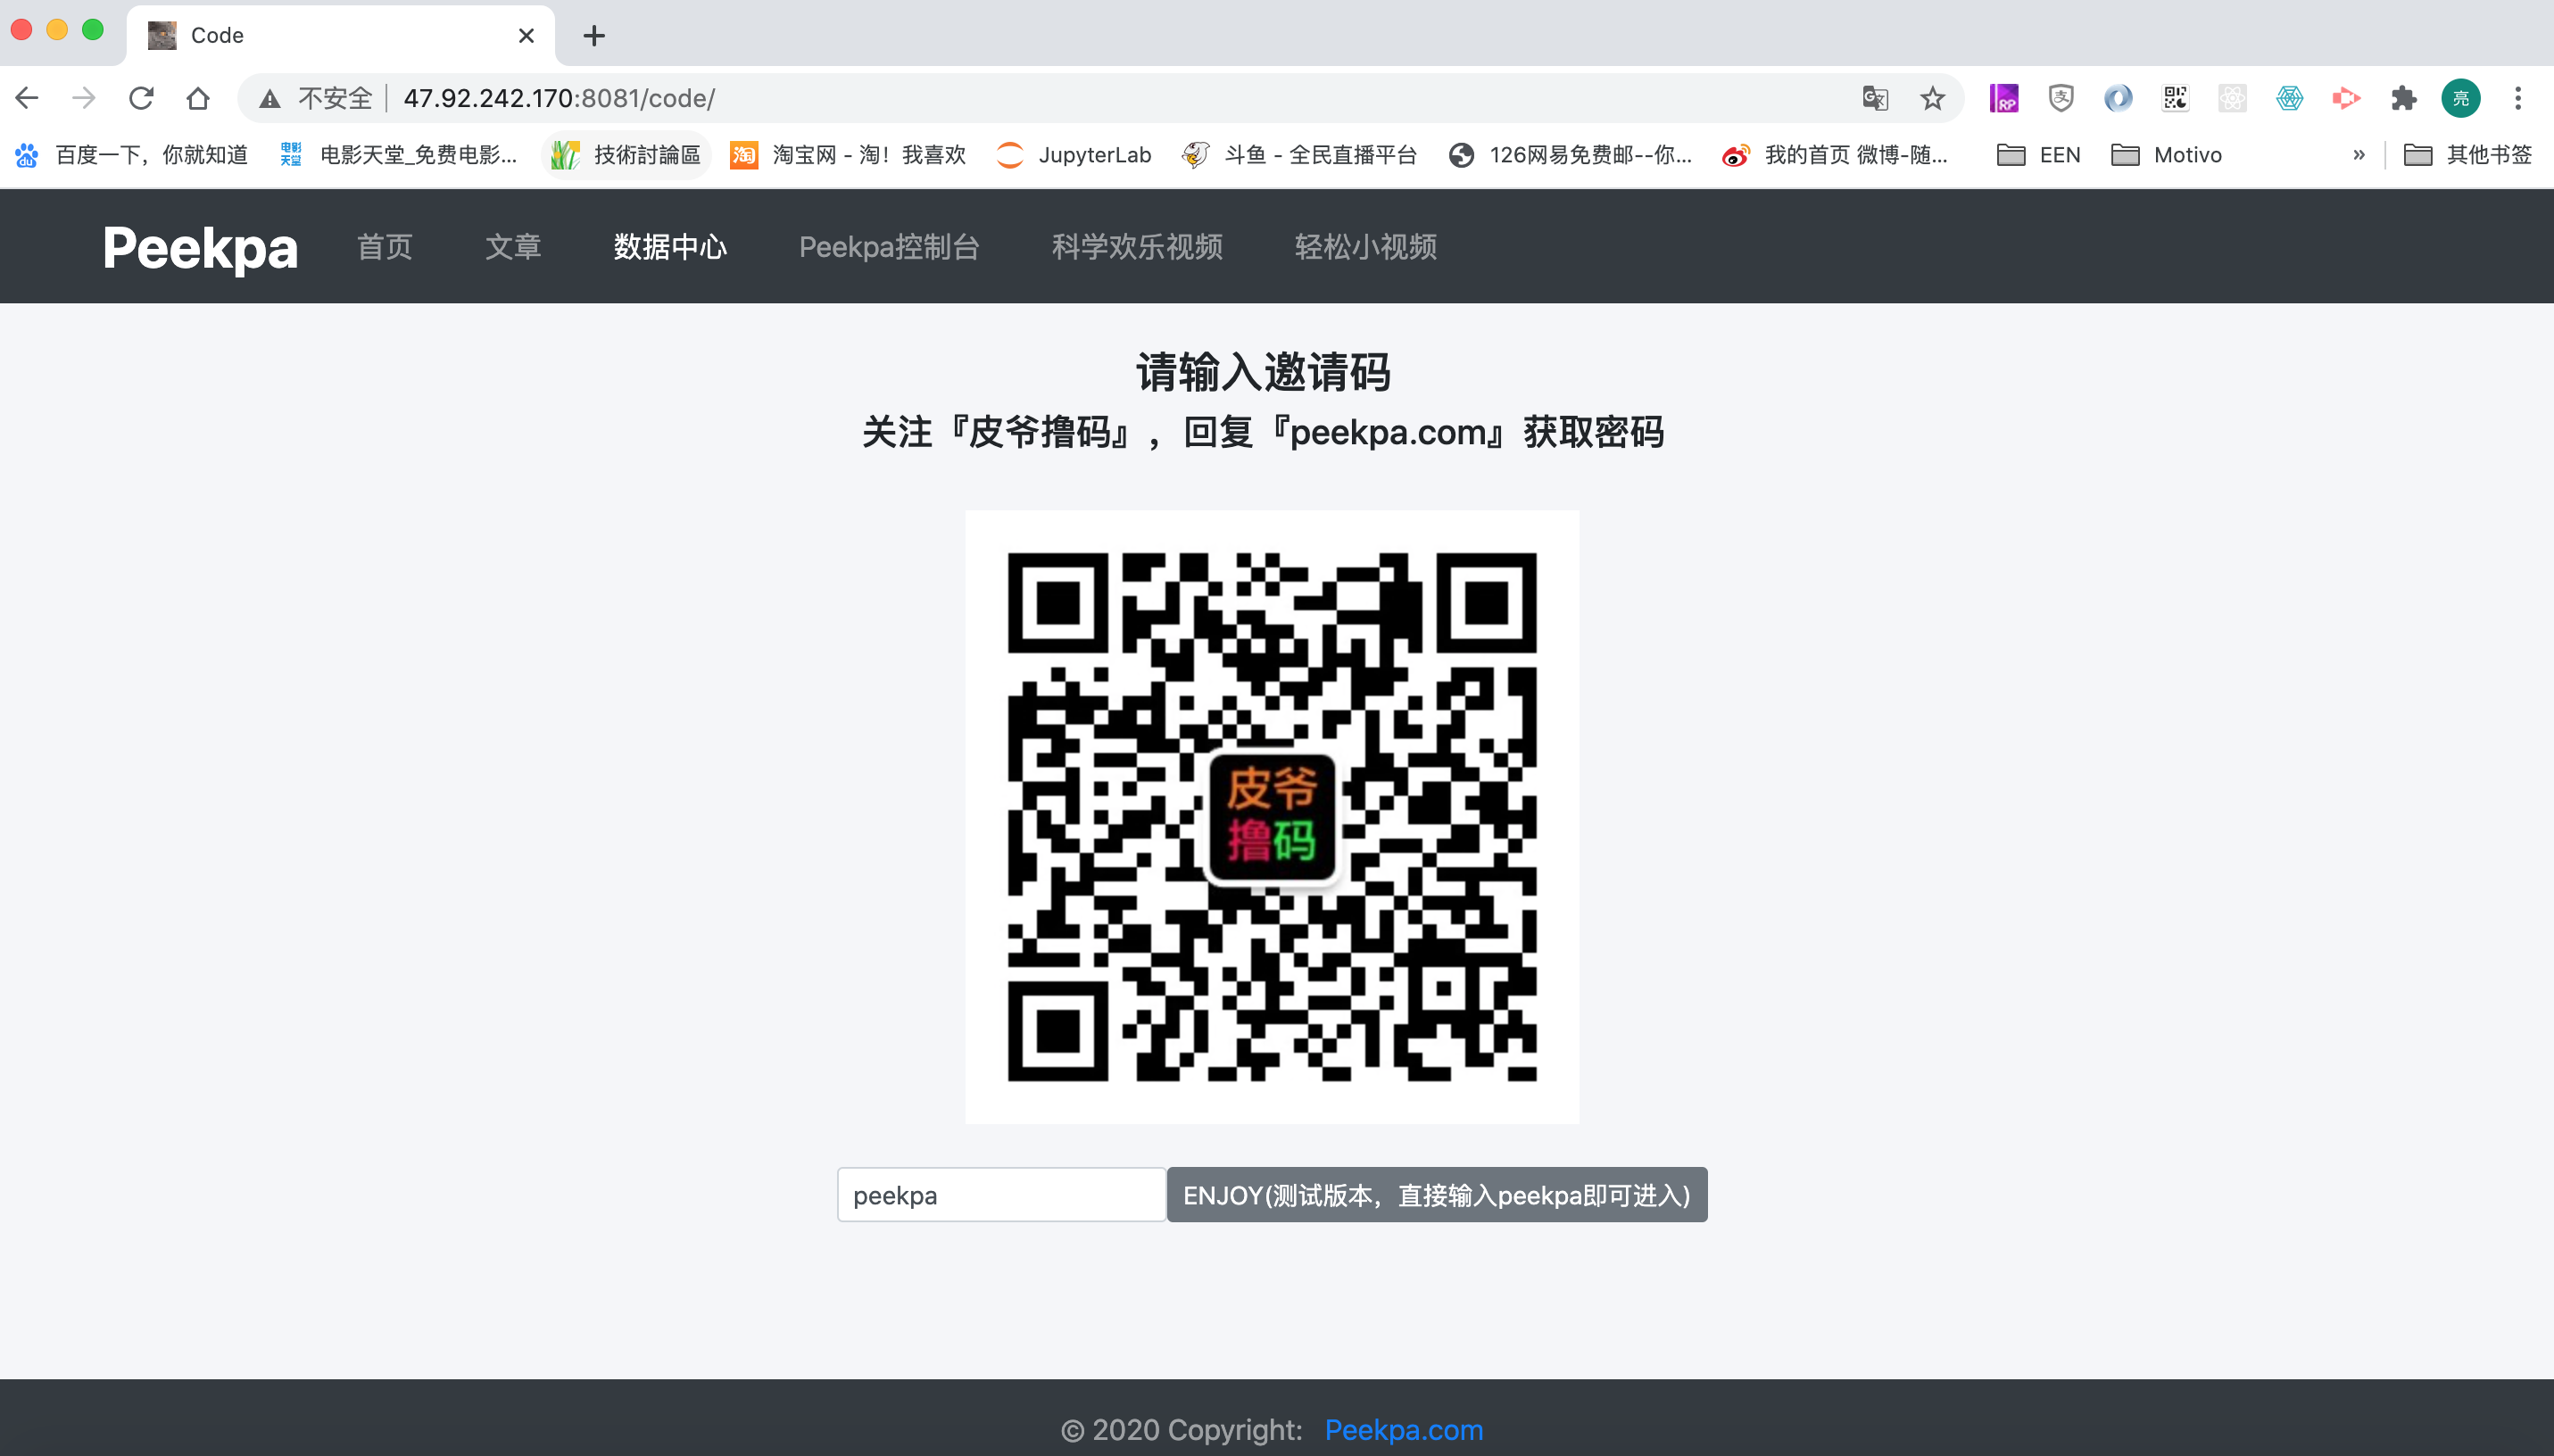 Code
不安全 | 47.92.242.170:8081/code/
RP 支 亮
百度一下，你就知道 电影天堂 电影天堂_免费电影... 技術討論區 淘 淘宝网 - 淘！我喜欢 JupyterLab 斗鱼 - 全民直播平台 126网易免费邮--你... 我的首页 微博-随... EEN Motivo » 其他书签
Peekpa 首页 文章 数据中心 Peekpa控制台 科学欢乐视频 轻松小视频
请输入邀请码
关注『皮爷撸码』，回复『peekpa.com』获取密码
皮爷
撸码
peekpa ENJOY(测试版本，直接输入peekpa即可进入)
© 2020 Copyright: Peekpa.com